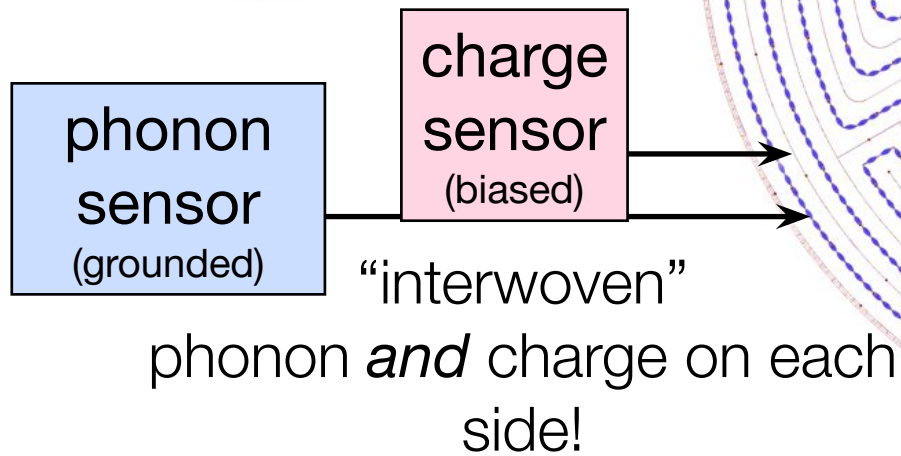 charge
sensor
(biased)
phonon
sensor
(grounded)
“interwoven”
phonon and charge on each
side!